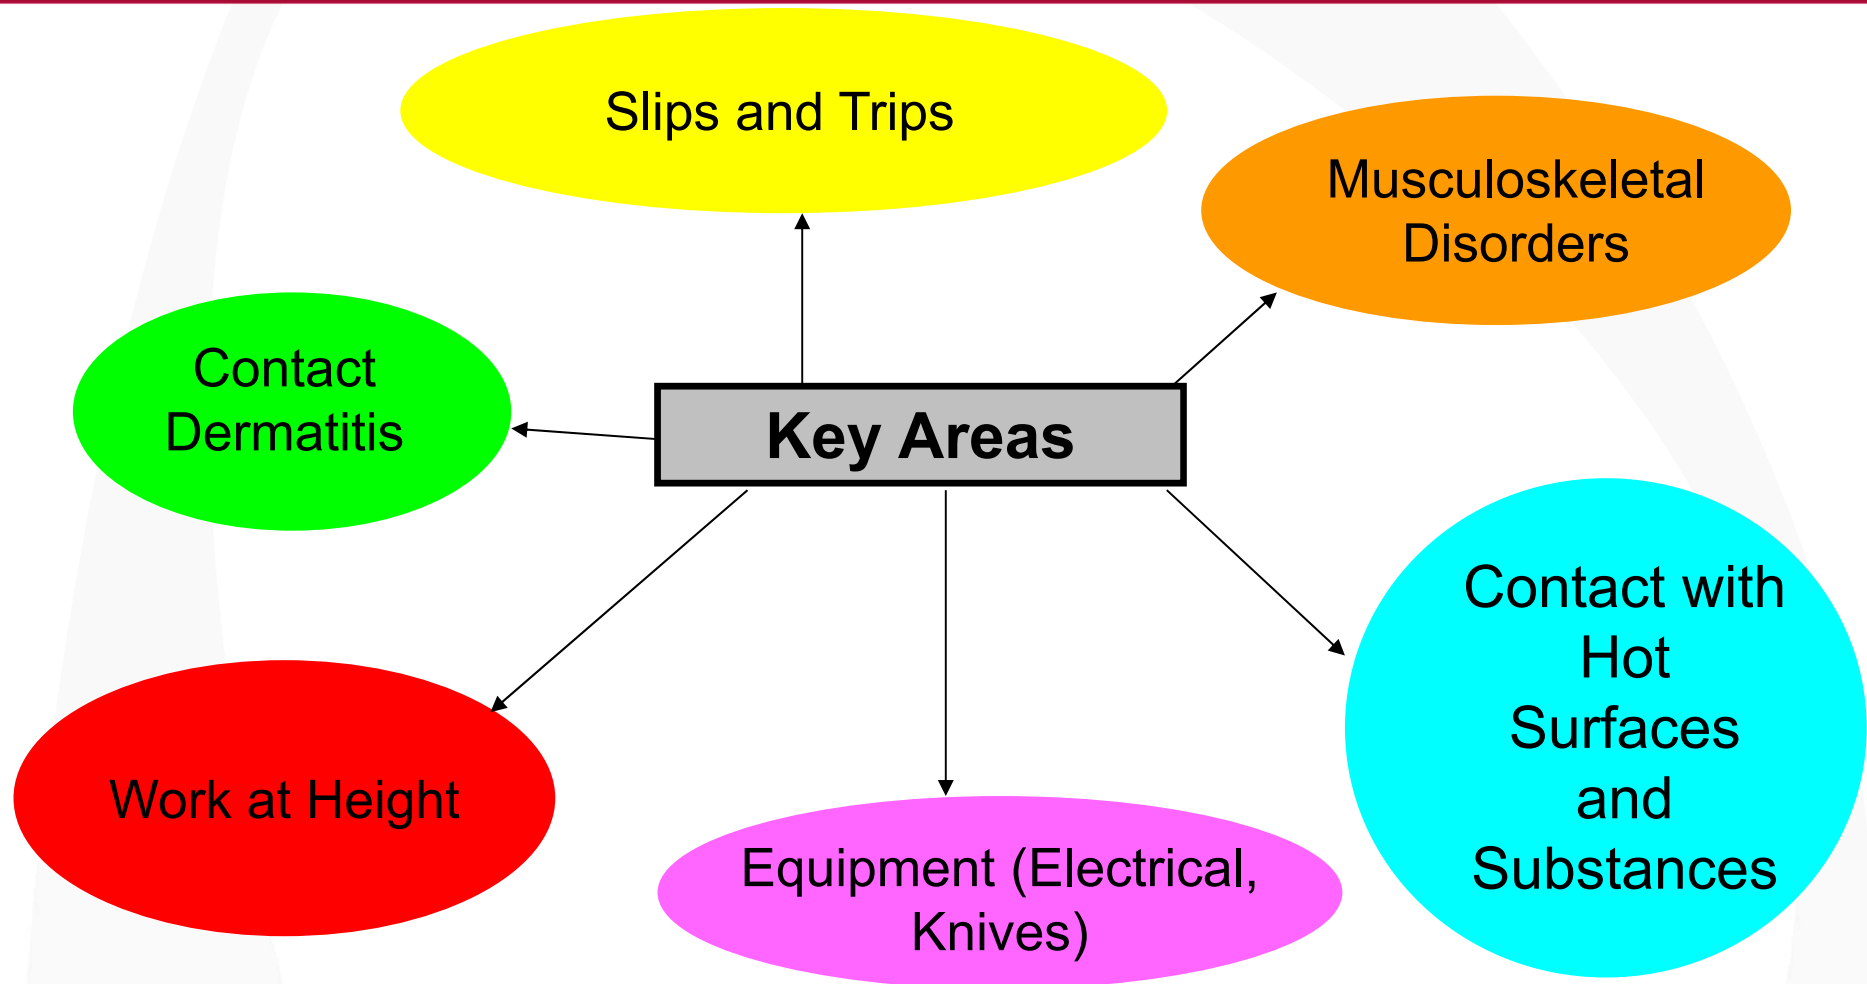 Slips and Trips
Musculoskeletal
Disorders
Contact
Dermatitis
Key Areas
Contact with
Hot
Surfaces
and
Substances
Work at Height
Equipment (Electrical,
Knives)